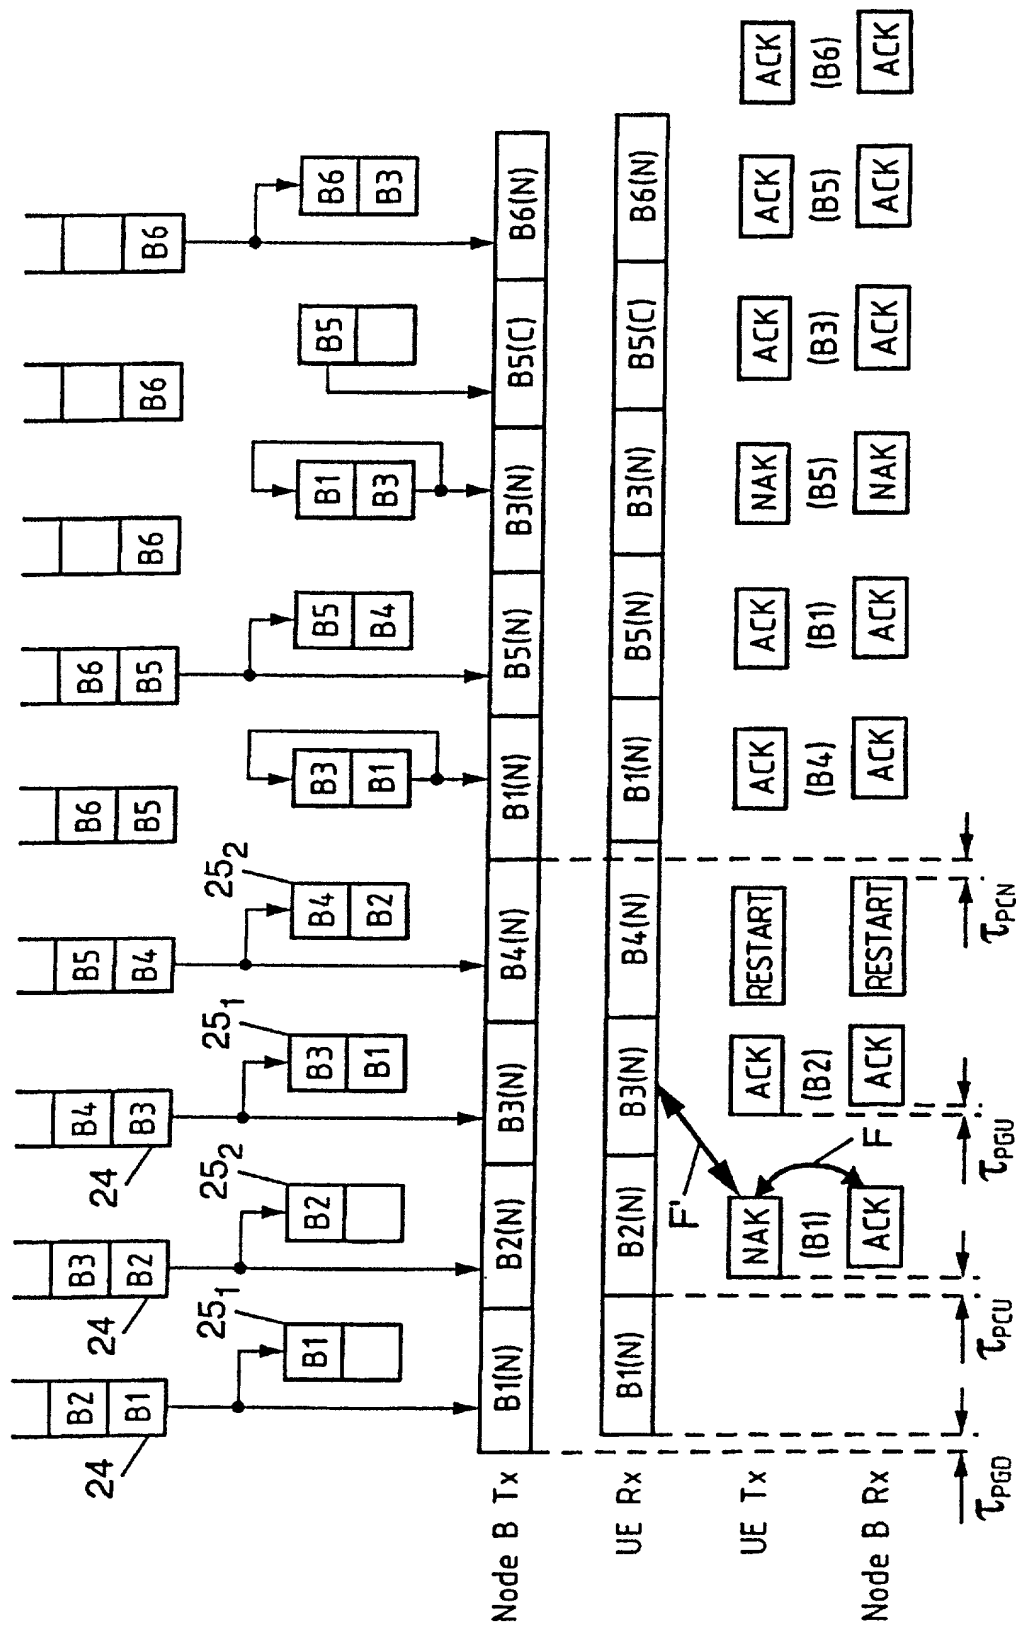 B2 B3 B4 B5 B6 B6
B1 B2 B3 B4 B5 B5 B6 B6 B6
24 24 24
25₁ 25₂ 25₁ 25₂
B1 B2 B3 B4 B3 B5 B1 B5 B6
B1 B2 B1 B4 B3 B3
Node B Tx B1(N) B2(N) B3(N) B4(N) B1(N) B5(N) B3(N) B5(C) B6(N)
UE Rx B1(N) B2(N) B3(N) B4(N) B1(N) B5(N) B3(N) B5(C) B6(N)
F'
UE Tx NAK ACK RESTART ACK ACK NAK ACK ACK ACK
(B1) (B2) (B4) (B1) (B5) (B3) (B5) (B6)
F
Node B Rx ACK ACK RESTART ACK ACK NAK ACK ACK ACK
τPGD τPCU τPGU τPCN